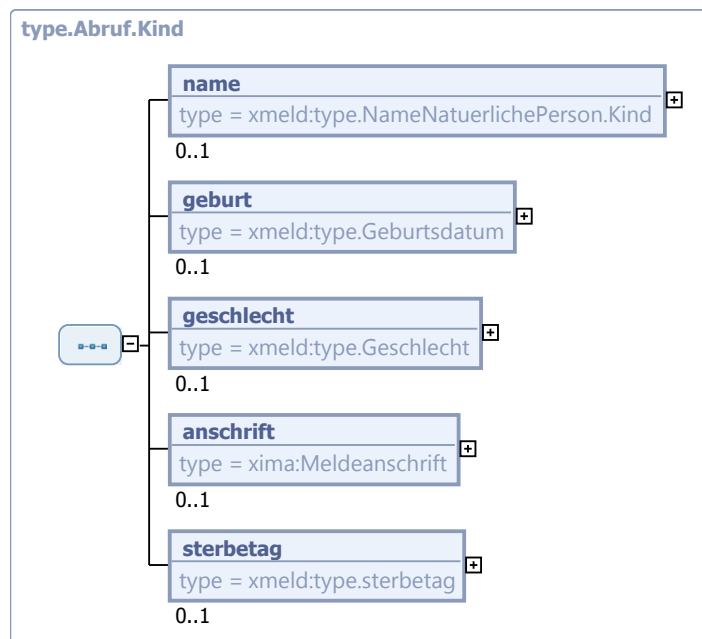 type.Abruf.Kind
name
type = xmeld:type.NameNatuerlichePerson.Kind
0..1
geburt
type = xmeld:type.Geburtsdatum
0..1
geschlecht
type = xmeld:type.Geschlecht
0..1
anschrift
type = xima:Meldeanschrift
0..1
sterbetag
type = xmeld:type.sterbetag
0..1